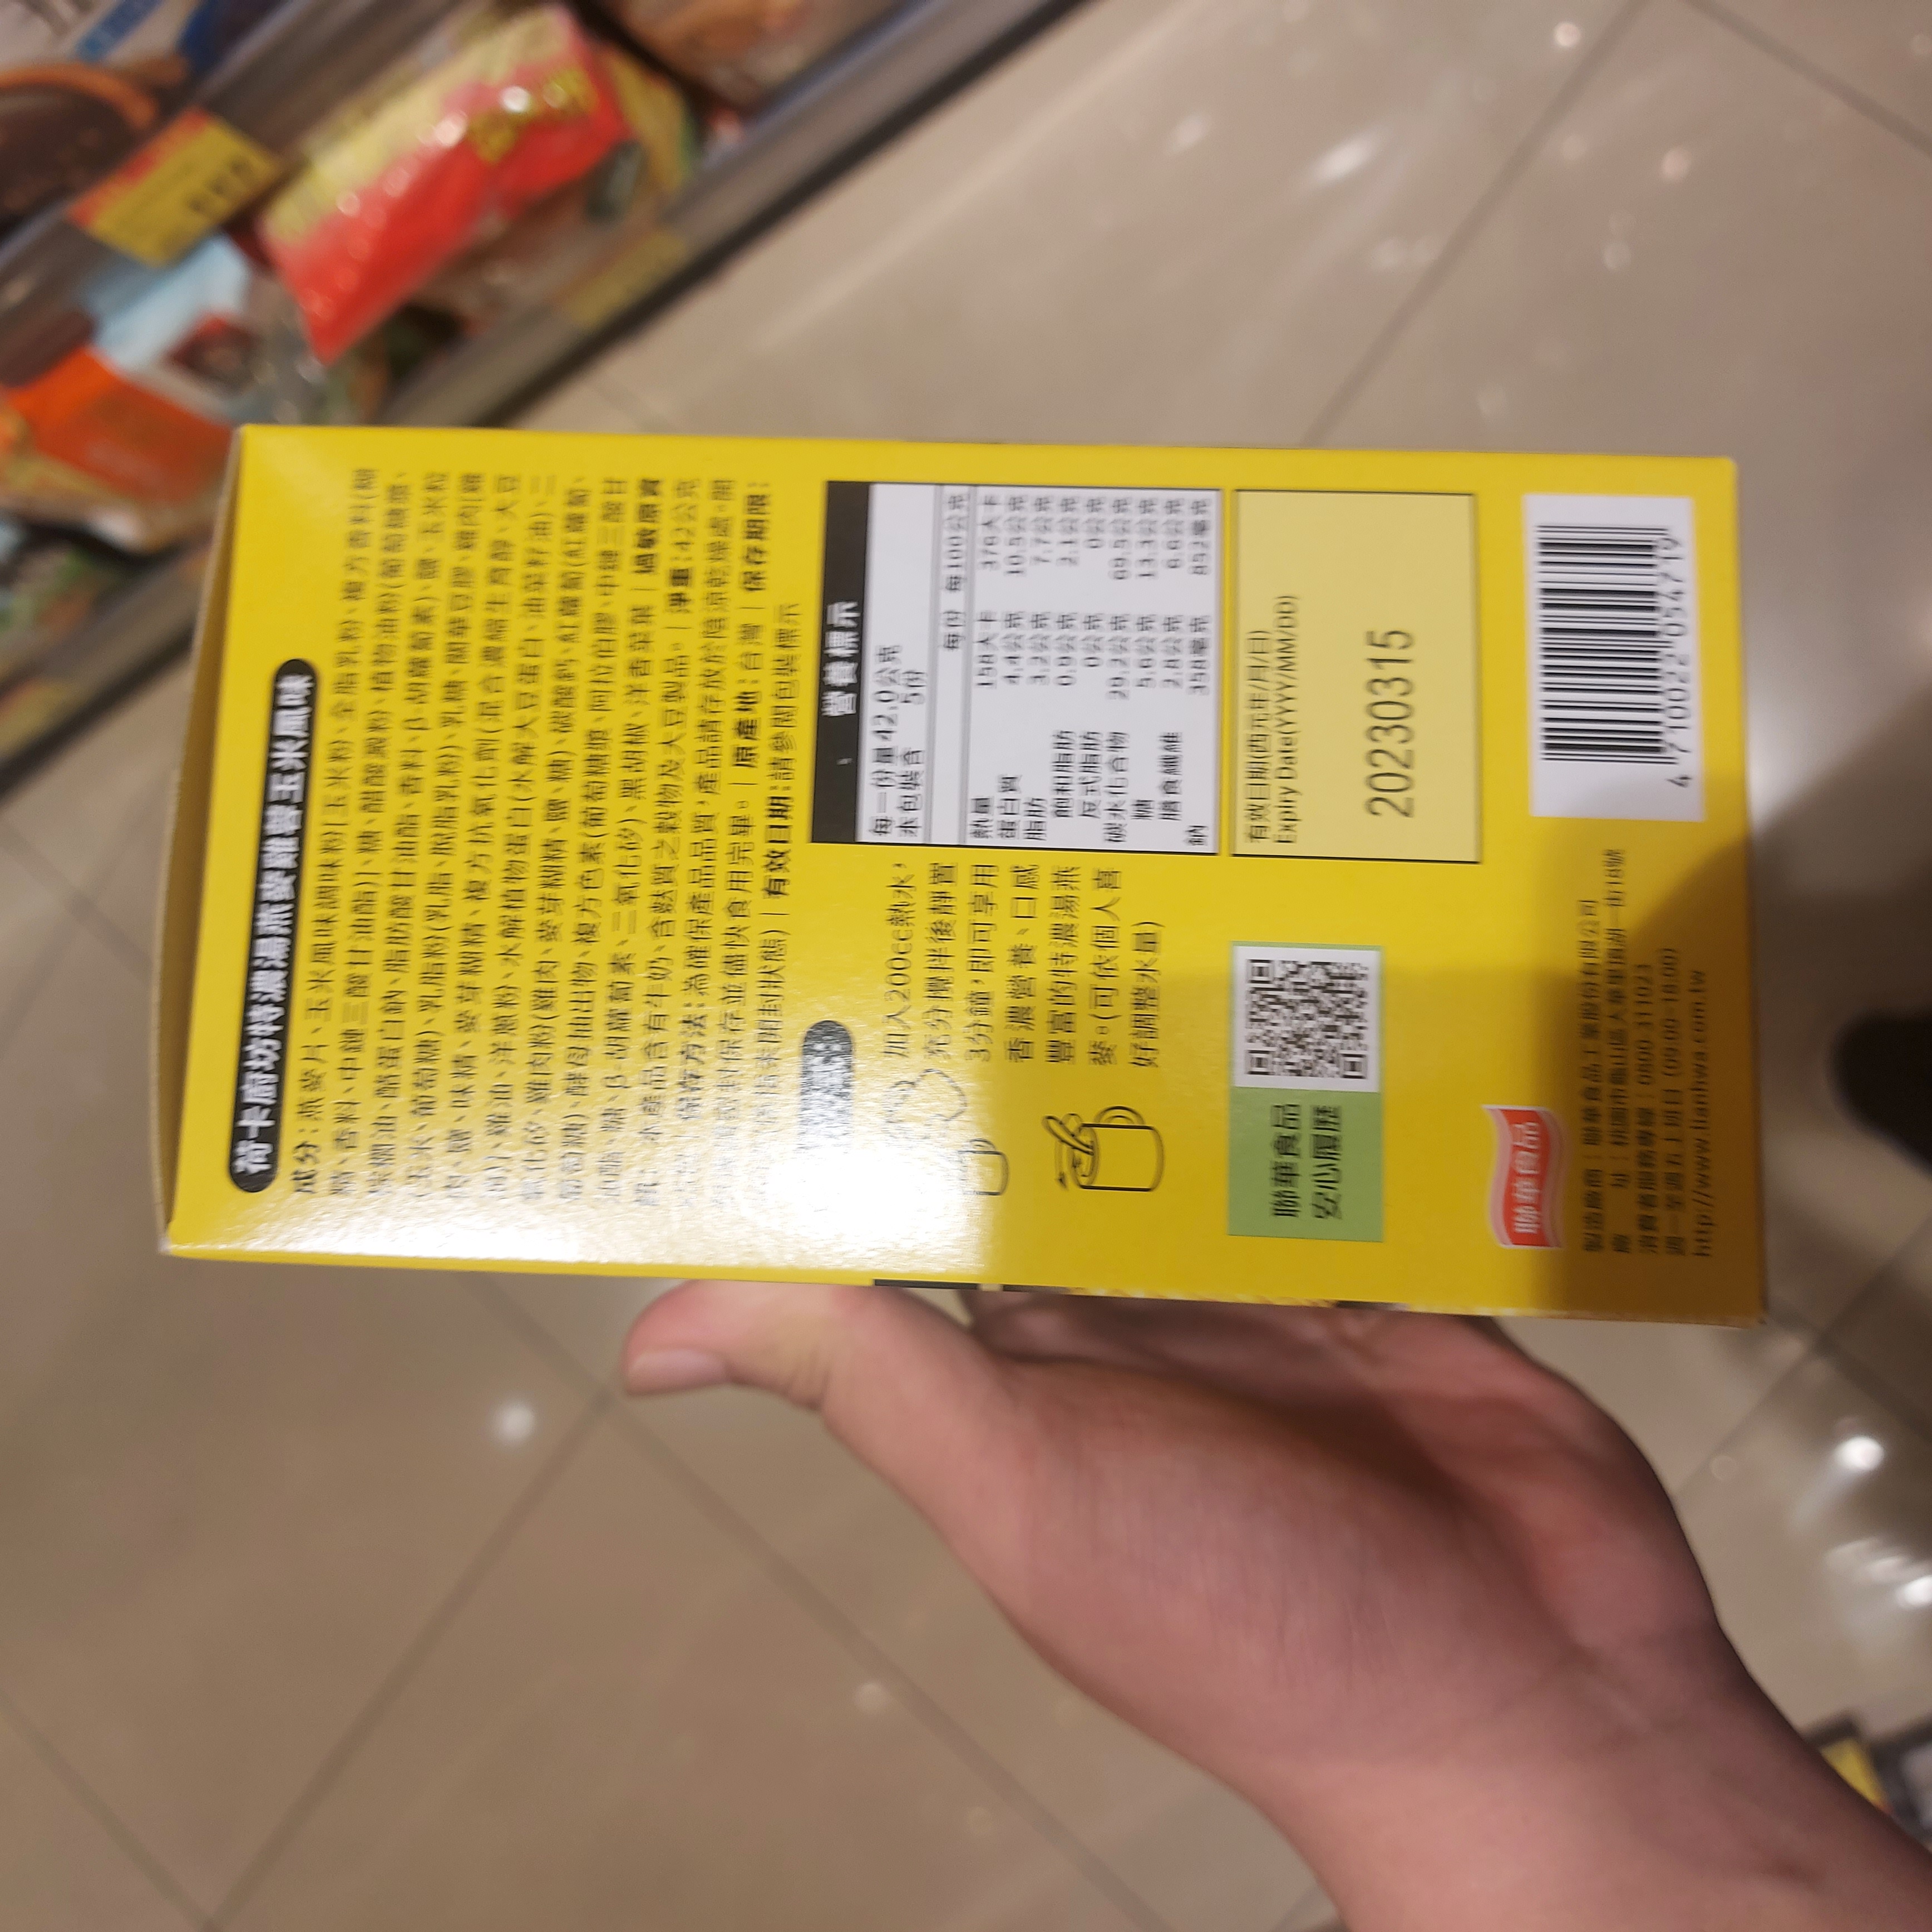 荷卡廚坊特濃湯燕麥雞蓉玉米風味
成分:燕麥片、玉米風味調味粉[玉米粉、全脂乳粉、複方香料(糊
精、香料、中鏈三酸甘油酯)]、糖、醋酸澱粉、植物油粉(葡萄糖漿、
棕櫚油、酪蛋白鈉、脂肪酸甘油酯、香料、β-胡蘿蔔素)、鹽、玉米粒
(玉米、葡萄糖)、乳脂粉(乳脂、脫脂乳粉)、乳糖、關華豆膠、雞肉[雞
肉、鹽、味精、麥芽糊精、複方抗氧化劑(混合濃縮生育醇、大豆
油)]、雞油、洋蔥粉、水解植物蛋白(水解大豆蛋白、油菜籽油)、二
氧化矽、雞肉粉(雞肉、麥芽糊精、鹽、糖)、碳酸鈣、紅蘿蔔(紅蘿蔔、
葡萄糖)、酵母抽出物、複方色素(葡萄糖漿、阿拉伯膠、中鏈三酸甘
油酯、糖、β-胡蘿蔔素、二氧化矽)、黑胡椒、洋香菜葉｜過敏原資
訊：本產品含有牛奶、含麩質之穀物及大豆製品。｜淨重:42公克
｜保存方法:為確保產品品質,產品請存放於陰涼乾燥處。開
密封保存並儘快食用完畢。｜原產地:台灣｜保存期限:
(係指未開封狀態)｜有效日期:請參閱包裝標示
加入200cc熱水,
充分攪拌後靜置
3分鐘,即可享用
香濃營養、口感
豐富的特濃湯燕
麥。(可依個人喜
好調整水量)
營養標示
每一份量42.0公克
本包裝含 5份
每份 每100公克
熱量 158大卡 376大卡
蛋白質 4.4公克 10.5公克
脂肪 3.2公克 7.7公克
飽和脂肪 0.9公克 2.1公克
反式脂肪 0公克 0公克
碳水化合物 29.2公克 69.5公克
糖 5.6公克 13.3公克
膳食纖維 2.8公克 6.6公克
鈉 358毫克 852毫克
聯華食品
安心履歷
有效日期(西元年/月/日)
Expiry Date(YYYY/MM/DD)
20230315
聯華食品
製造廠商：聯華食品工業股份有限公司
廠 址：桃園市龜山區大華里頂湖一街18號
消費者服務專線：0800-311023
週一至週五上班日 (09:00~18:00)
http://www.lianhwa.com.tw
4 710022 054719